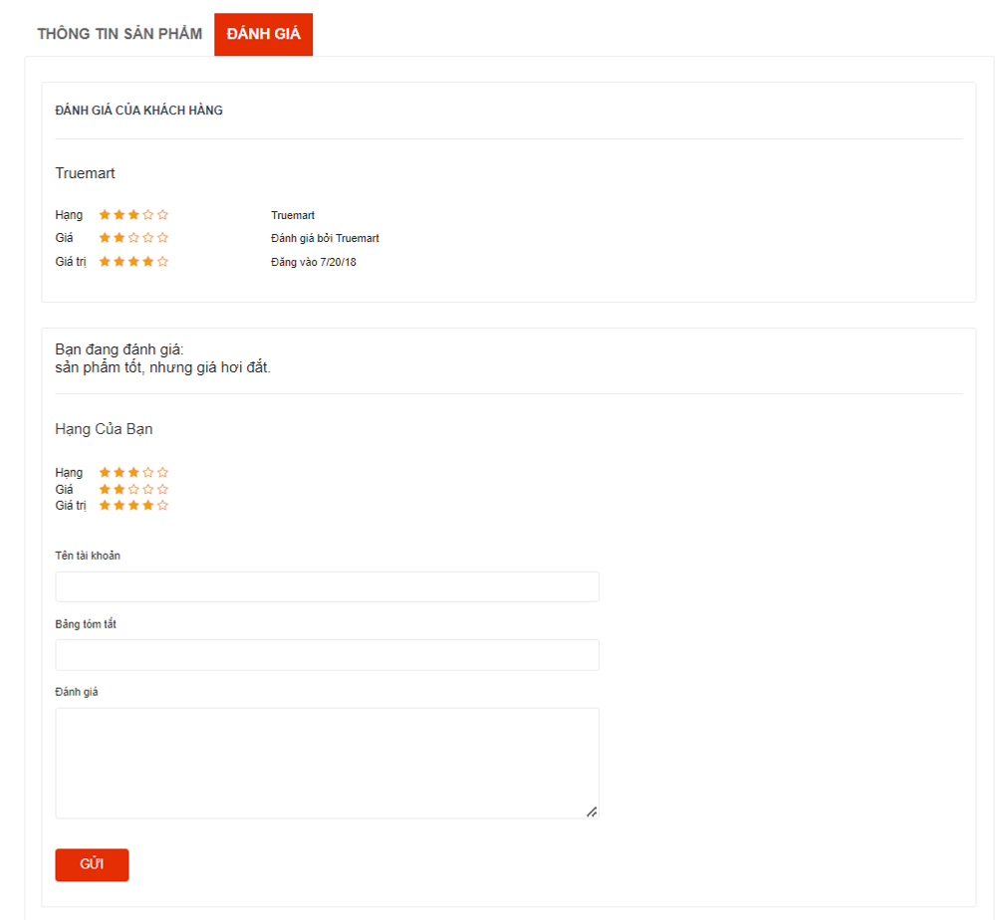 THÔNG TIN SẢN PHẨM ĐÁNH GIÁ
ĐÁNH GIÁ CỦA KHÁCH HÀNG
Truemart
Hạng Truemart
Giá Đánh giá bởi Truemart
Giá trị Đăng vào 7/20/18
Bạn đang đánh giá:
sản phẩm tốt, nhưng giá hơi đắt.
Hạng Của Bạn
Hạng
Giá
Giá trị
Tên tài khoản
Bảng tóm tắt
Đánh giá
GỬI